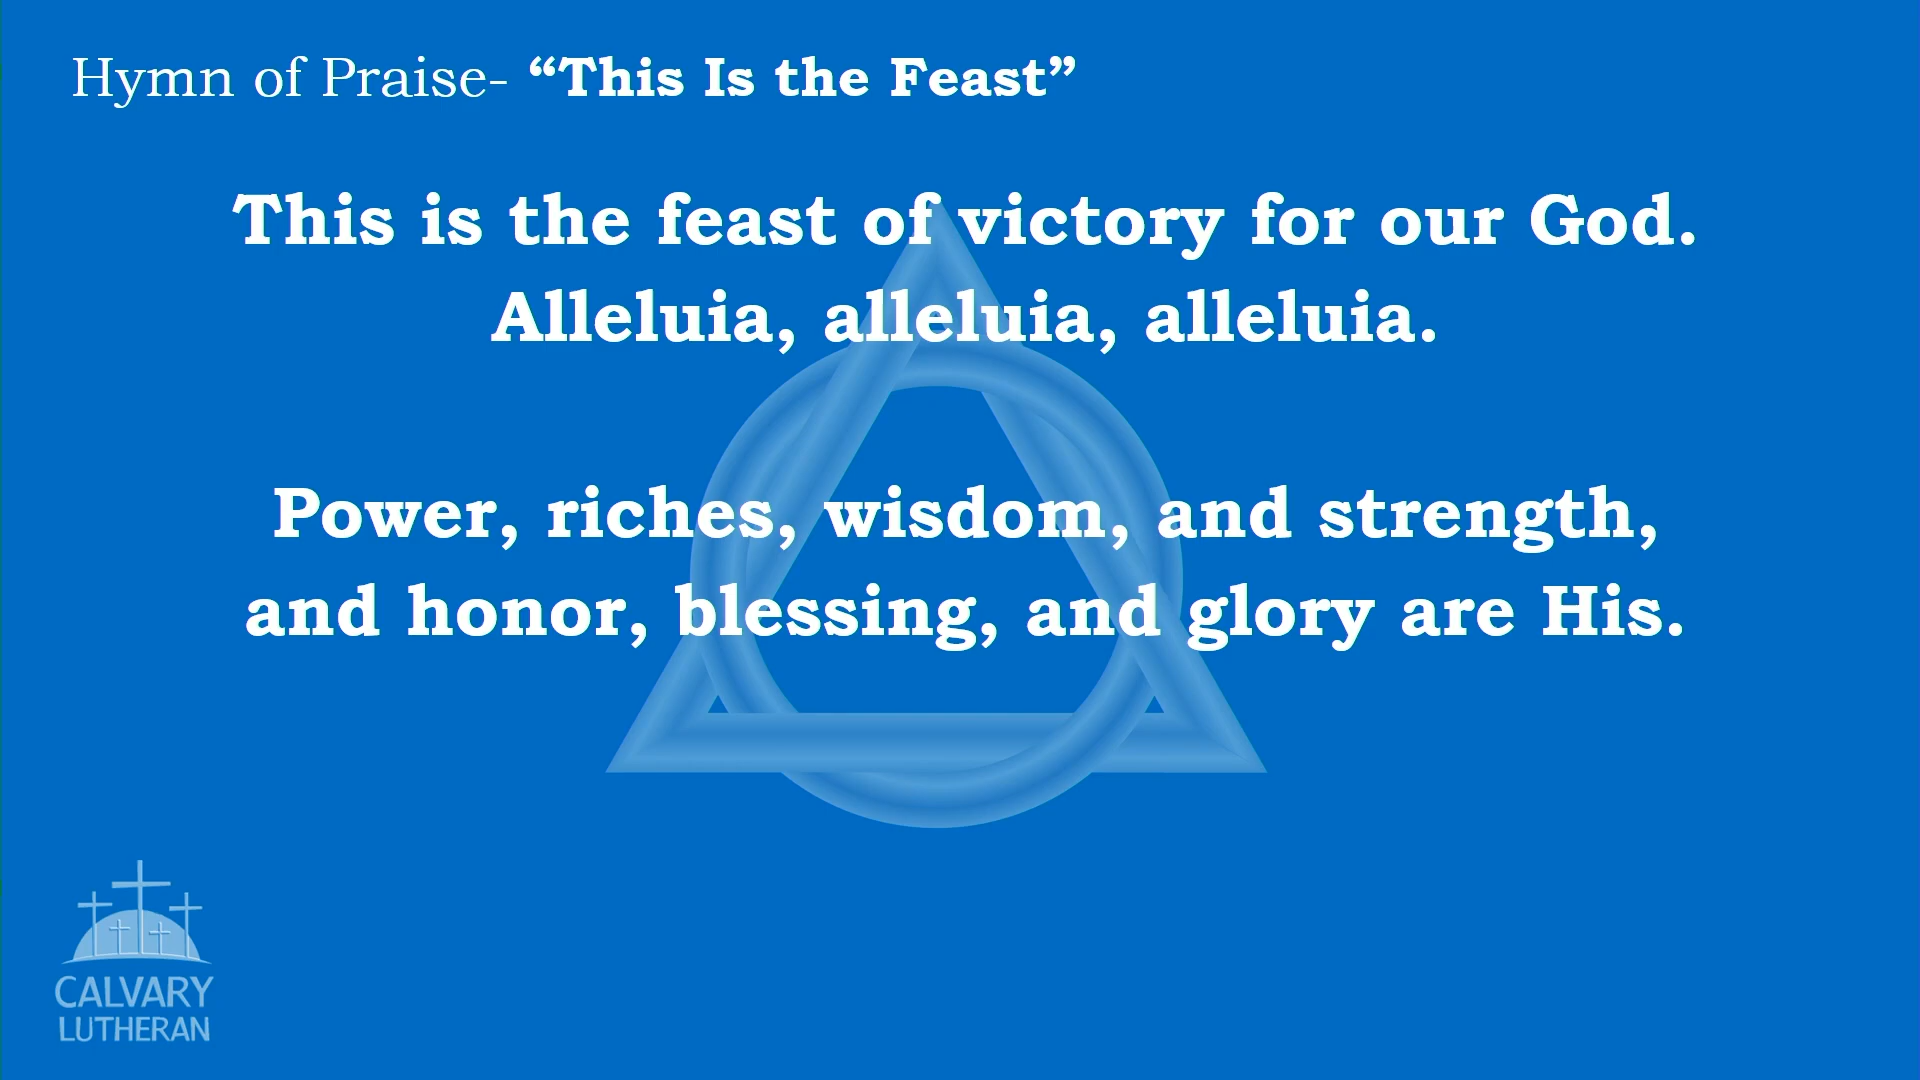 Hymn of Praise- “This Is the Feast”
This is the feast of victory for our God.
Alleluia, alleluia, alleluia.
Power, riches, wisdom, and strength,
and honor, blessing, and glory are His.
CALVARY
LUTHERAN